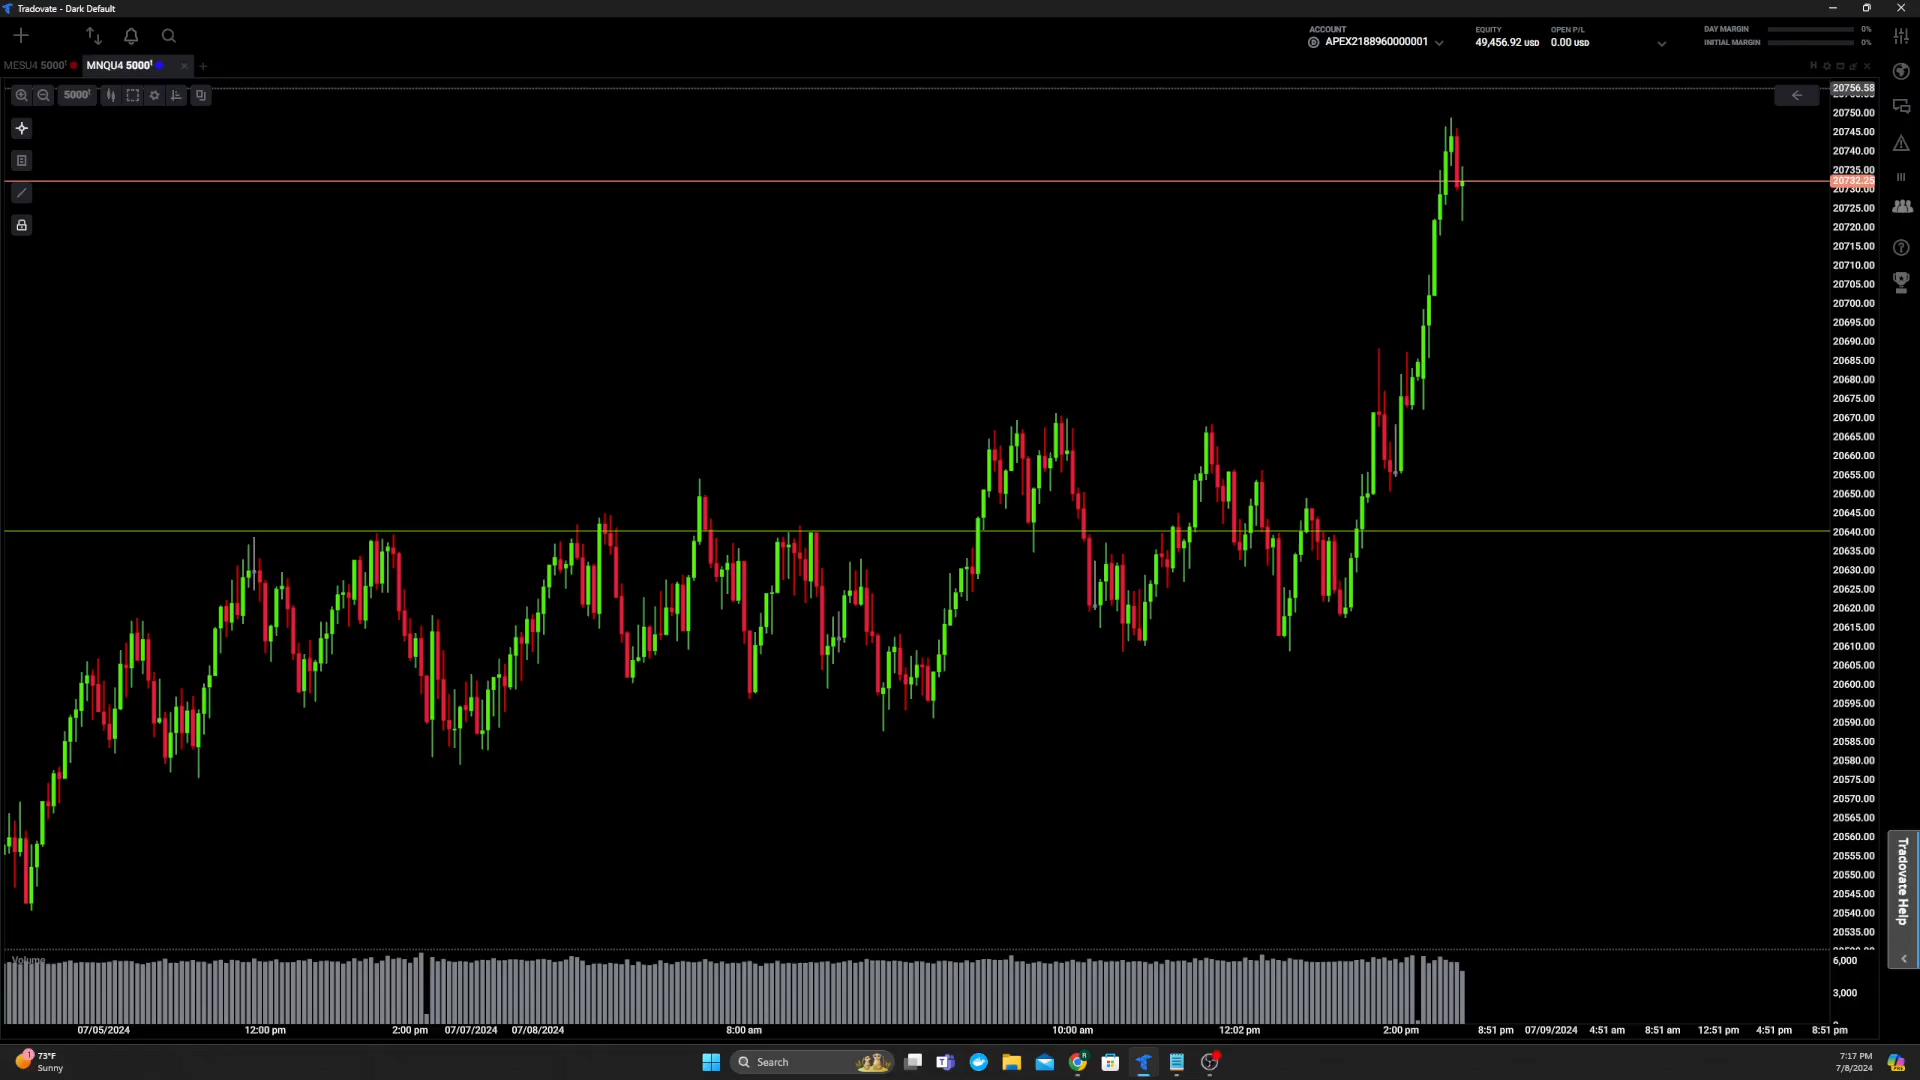 Tradovate - Dark Default
ACCOUNT
APEX2188960000001
EQUITY
49,456.92 USD
OPEN P/L
0.00 USD
DAY MARGIN
0%
INITIAL MARGIN
0%
MESU4 5000t
MNQU4 5000t
5000t
20756.58
20750.00
20745.00
20740.00
20735.00
20732.25
20730.00
20725.00
20720.00
20715.00
20710.00
20705.00
20700.00
20695.00
20690.00
20685.00
20680.00
20675.00
20670.00
20665.00
20660.00
20655.00
20650.00
20645.00
20640.00
20635.00
20630.00
20625.00
20620.00
20615.00
20610.00
20605.00
20600.00
20595.00
20590.00
20585.00
20580.00
20575.00
20570.00
20565.00
20560.00
20555.00
20550.00
20545.00
20540.00
20535.00
Tradovate Help
Volume
6,000
3,000
07/05/2024 12:00 pm 2:00 pm 07/07/2024 07/08/2024 8:00 am 10:00 am 12:02 pm 2:00 pm 8:51 pm 07/09/2024 4:51 am 8:51 am 12:51 pm 4:51 pm 8:51 pm
1
73°F
Sunny
Search
7:17 PM
7/8/2024